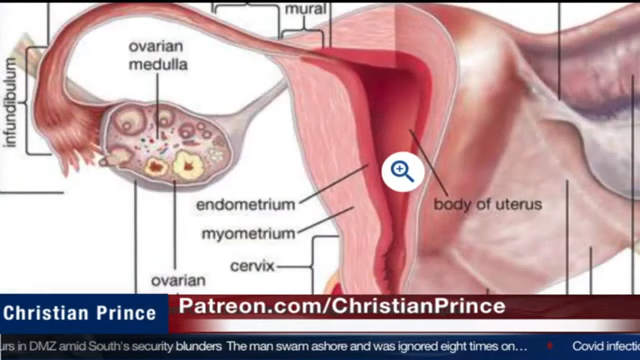 mural
ovarian
medulla
infundibulum
endometrium
body of uterus
myometrium
cervix
ovarian
Christian Prince
Patreon.com/ChristianPrince
urs in DMZ amid South's security blunders The man swam ashore and was ignored eight times on… Covid infectio